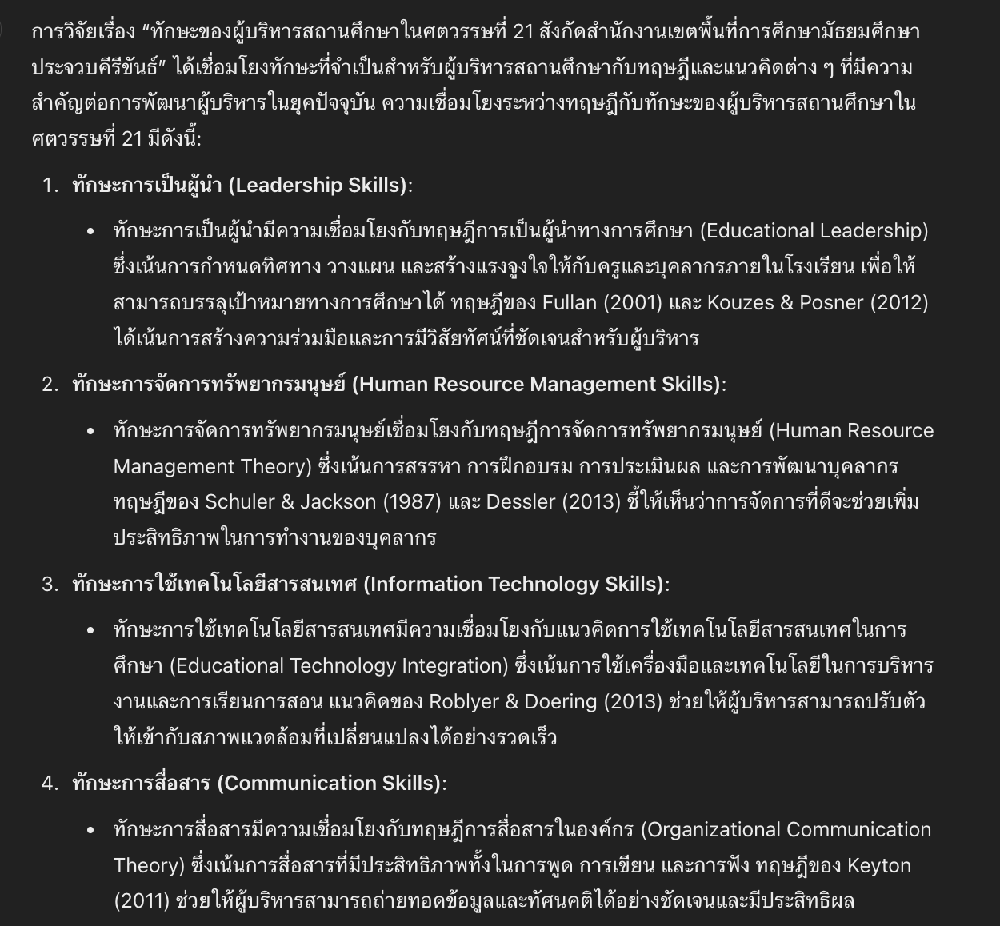 การวิจัยเรื่อง “ทักษะของผู้บริหารสถานศึกษาในศตวรรษที่ 21 สังกัดสำนักงานเขตพื้นที่การศึกษามัธยมศึกษา
ประจวบคีรีขันธ์” ได้เชื่อมโยงทักษะที่จำเป็นสำหรับผู้บริหารสถานศึกษากับทฤษฎีและแนวคิดต่าง ๆ ที่มีความ
สำคัญต่อการพัฒนาผู้บริหารในยุคปัจจุบัน ความเชื่อมโยงระหว่างทฤษฎีกับทักษะของผู้บริหารสถานศึกษาใน
ศตวรรษที่ 21 มีดังนี้:
1. ทักษะการเป็นผู้นำ (Leadership Skills):
• ทักษะการเป็นผู้นำมีความเชื่อมโยงกับทฤษฎีการเป็นผู้นำทางการศึกษา (Educational Leadership)
ซึ่งเน้นการกำหนดทิศทาง วางแผน และสร้างแรงจูงใจให้กับครูและบุคลากรภายในโรงเรียน เพื่อให้
สามารถบรรลุเป้าหมายทางการศึกษาได้ ทฤษฎีของ Fullan (2001) และ Kouzes & Posner (2012)
ได้เน้นการสร้างความร่วมมือและการมีวิสัยทัศน์ที่ชัดเจนสำหรับผู้บริหาร
2. ทักษะการจัดการทรัพยากรมนุษย์ (Human Resource Management Skills):
• ทักษะการจัดการทรัพยากรมนุษย์เชื่อมโยงกับทฤษฎีการจัดการทรัพยากรมนุษย์ (Human Resource
Management Theory) ซึ่งเน้นการสรรหา การฝึกอบรม การประเมินผล และการพัฒนาบุคลากร
ทฤษฎีของ Schuler & Jackson (1987) และ Dessler (2013) ชี้ให้เห็นว่าการจัดการที่ดีจะช่วยเพิ่ม
ประสิทธิภาพในการทำงานของบุคลากร
3. ทักษะการใช้เทคโนโลยีสารสนเทศ (Information Technology Skills):
• ทักษะการใช้เทคโนโลยีสารสนเทศมีความเชื่อมโยงกับแนวคิดการใช้เทคโนโลยีสารสนเทศในการ
ศึกษา (Educational Technology Integration) ซึ่งเน้นการใช้เครื่องมือและเทคโนโลยีในการบริหาร
งานและการเรียนการสอน แนวคิดของ Roblyer & Doering (2013) ช่วยให้ผู้บริหารสามารถปรับตัว
ให้เข้ากับสภาพแวดล้อมที่เปลี่ยนแปลงได้อย่างรวดเร็ว
4. ทักษะการสื่อสาร (Communication Skills):
• ทักษะการสื่อสารมีความเชื่อมโยงกับทฤษฎีการสื่อสารในองค์กร (Organizational Communication
Theory) ซึ่งเน้นการสื่อสารที่มีประสิทธิภาพทั้งในการพูด การเขียน และการฟัง ทฤษฎีของ Keyton
(2011) ช่วยให้ผู้บริหารสามารถถ่ายทอดข้อมูลและทัศนคติได้อย่างชัดเจนและมีประสิทธิผล